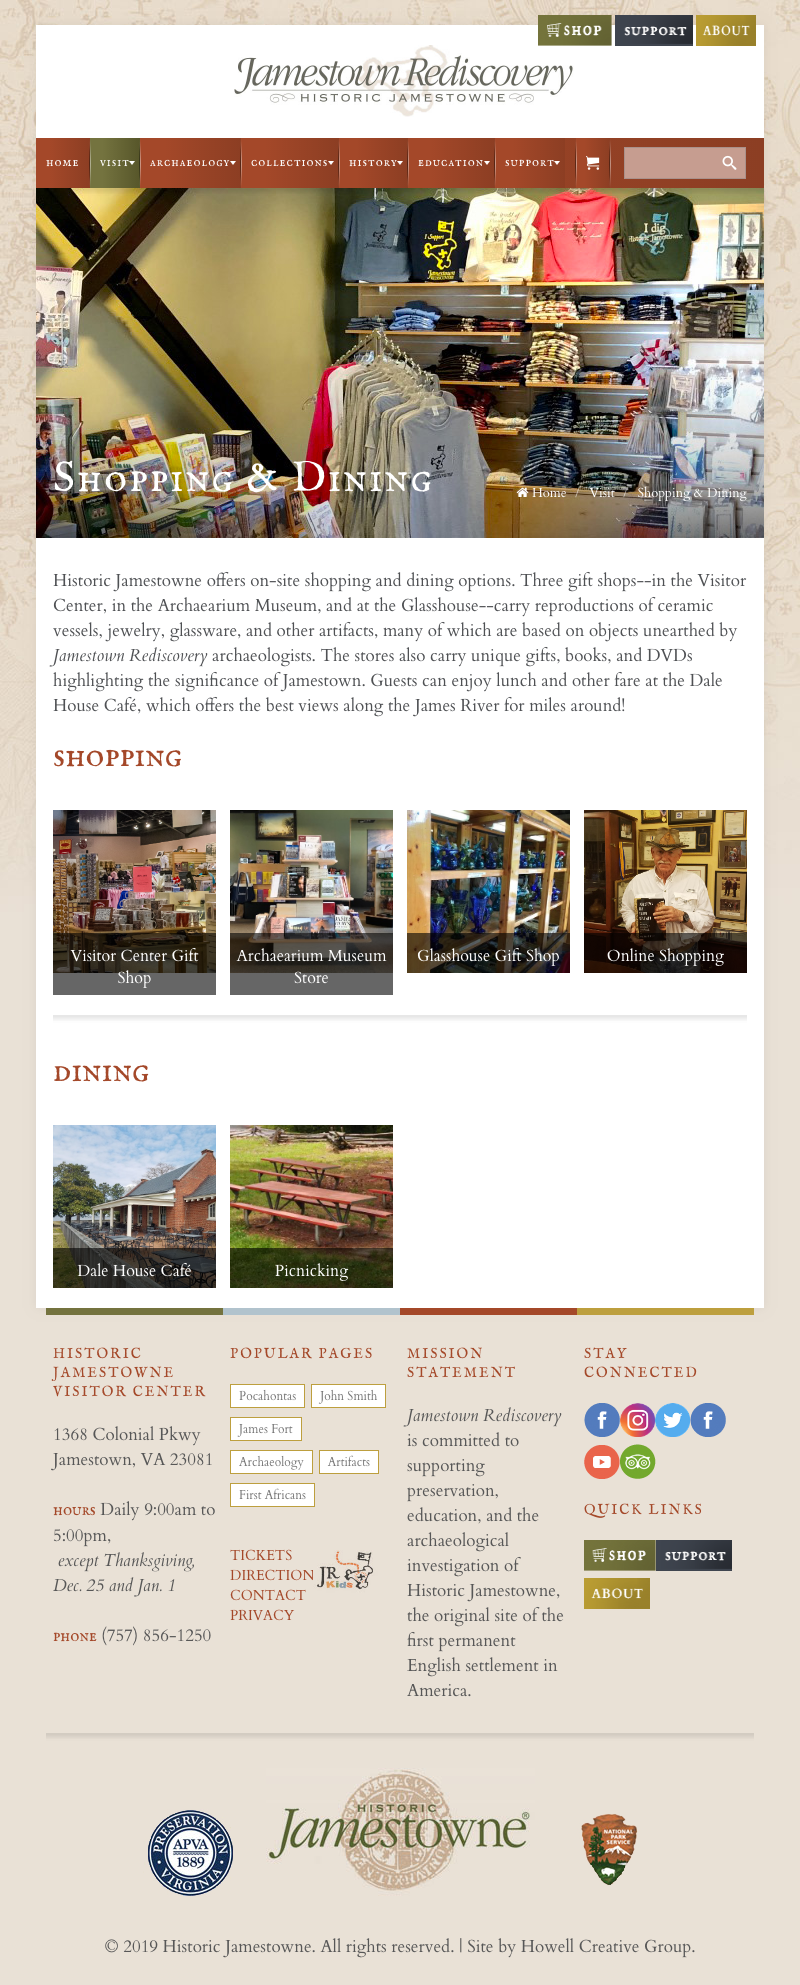 SHOP SUPPORT ABOUT
Jamestown Rediscovery
HISTORIC JAMESTOWNE
HOME VISIT ARCHAEOLOGY COLLECTIONS HISTORY EDUCATION SUPPORT
I dig
Historic Jamestowne
Shopping & Dining
Home / Visit / Shopping & Dining
Historic Jamestowne offers on-site shopping and dining options. Three gift shops--in the Visitor
Center, in the Archaearium Museum, and at the Glasshouse--carry reproductions of ceramic
vessels, jewelry, glassware, and other artifacts, many of which are based on objects unearthed by
Jamestown Rediscovery archaeologists. The stores also carry unique gifts, books, and DVDs
highlighting the significance of Jamestown. Guests can enjoy lunch and other fare at the Dale
House Café, which offers the best views along the James River for miles around!
SHOPPING
Visitor Center Gift
Shop
Archaearium Museum
Store
Glasshouse Gift Shop
Online Shopping
DINING
Dale House Café
Picnicking
HISTORIC
JAMESTOWNE
VISITOR CENTER
1368 Colonial Pkwy
Jamestown, VA 23081
HOURS Daily 9:00am to
5:00pm,
except Thanksgiving,
Dec. 25 and Jan. 1
PHONE (757) 856-1250
POPULAR PAGES
Pocahontas John Smith
James Fort
Archaeology Artifacts
First Africans
TICKETS
DIRECTION
CONTACT
PRIVACY
JR
Kids
MISSION
STATEMENT
Jamestown Rediscovery
is committed to
supporting
preservation,
education, and the
archaeological
investigation of
Historic Jamestowne,
the original site of the
first permanent
English settlement in
America.
STAY
CONNECTED
QUICK LINKS
SHOP SUPPORT
ABOUT
PRESERVATION
APVA
1889
VIRGINIA
HISTORIC
Jamestowne®
NATIONAL
PARK
SERVICE
© 2019 Historic Jamestowne. All rights reserved. | Site by Howell Creative Group.